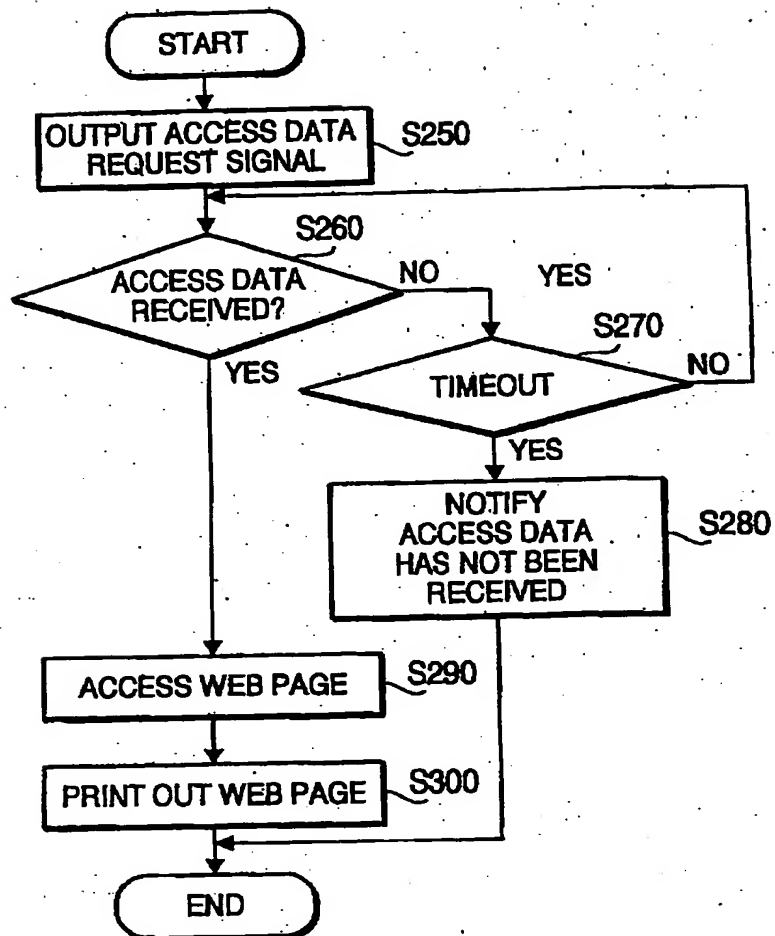 START
OUTPUT ACCESS DATA
REQUEST SIGNAL
S250
S260
ACCESS DATA
RECEIVED?
NO
YES
S270
YES
TIMEOUT
NO
YES
NOTIFY
ACCESS DATA
HAS NOT BEEN
RECEIVED
S280
ACCESS WEB PAGE
S290
PRINT OUT WEB PAGE
S300
END